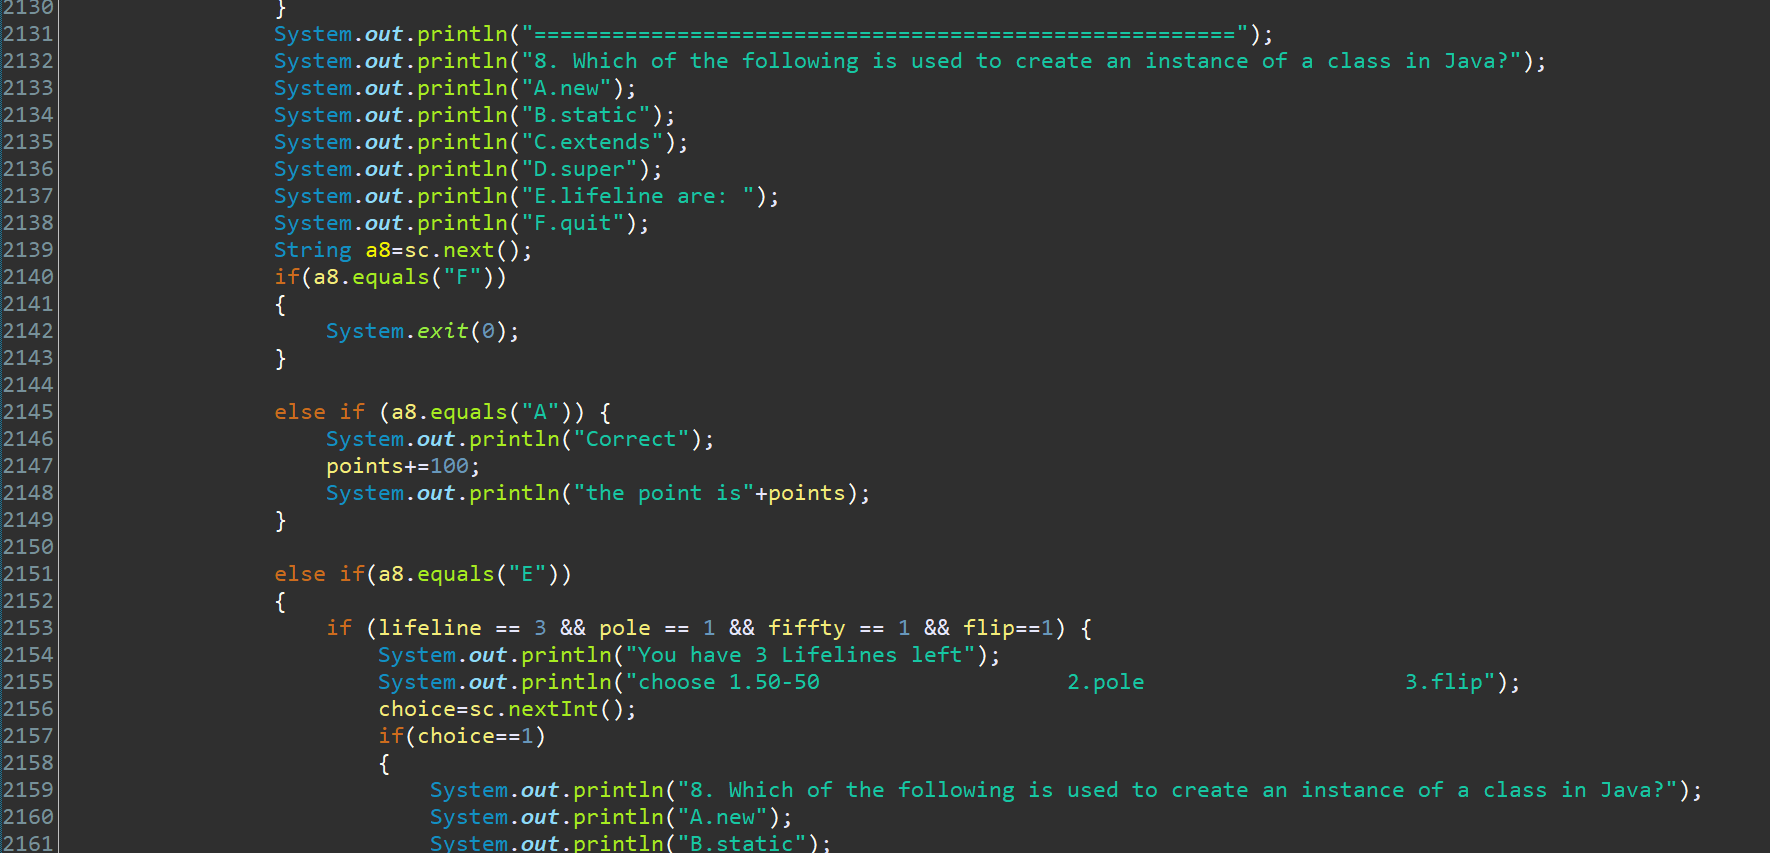 2130 }
2131 System.out.println("======================================================");
2132 System.out.println("8. Which of the following is used to create an instance of a class in Java?");
2133 System.out.println("A.new");
2134 System.out.println("B.static");
2135 System.out.println("C.extends");
2136 System.out.println("D.super");
2137 System.out.println("E.lifeline are: ");
2138 System.out.println("F.quit");
2139 String a8=sc.next();
2140 if(a8.equals("F"))
2141 {
2142 System.exit(0);
2143 }
2144
2145 else if (a8.equals("A")) {
2146 System.out.println("Correct");
2147 points+=100;
2148 System.out.println("the point is"+points);
2149 }
2150
2151 else if(a8.equals("E"))
2152 {
2153 if (lifeline == 3 && pole == 1 && fiffty == 1 && flip==1) {
2154 System.out.println("You have 3 Lifelines left");
2155 System.out.println("choose 1.50-50                   2.pole                    3.flip");
2156 choice=sc.nextInt();
2157 if(choice==1)
2158 {
2159 System.out.println("8. Which of the following is used to create an instance of a class in Java?");
2160 System.out.println("A.new");
2161 System.out.println("B.static");